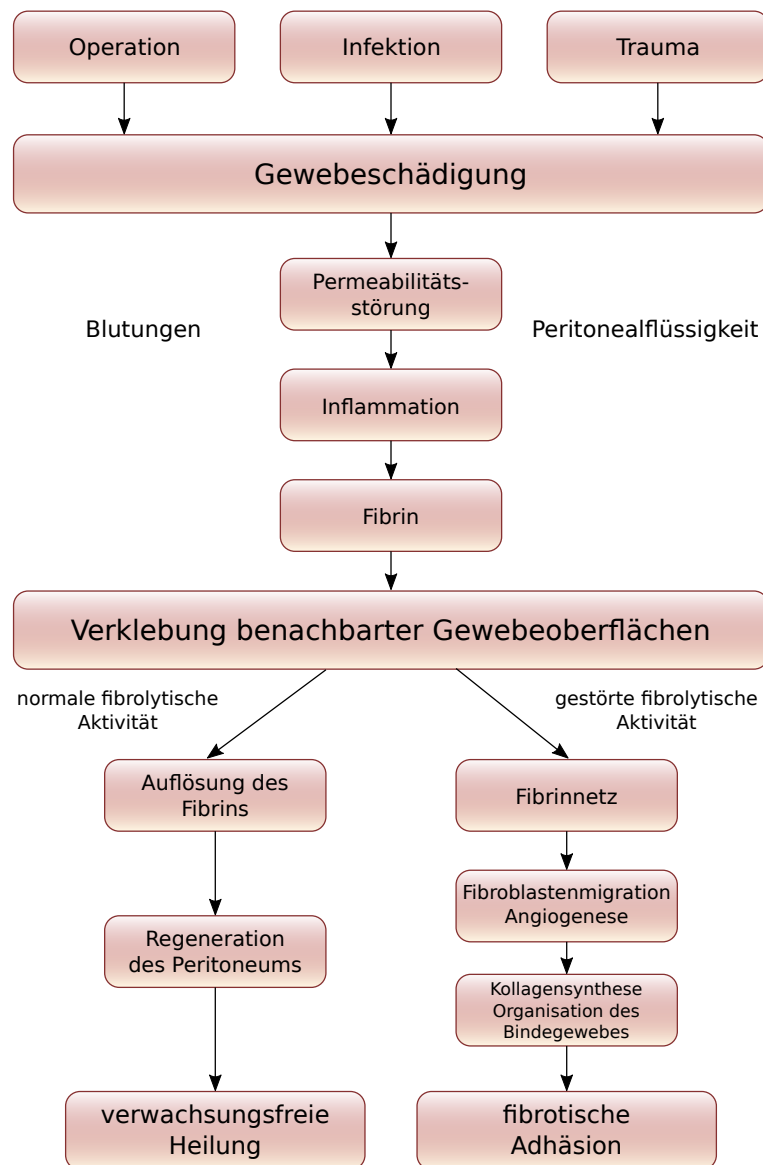 Operation
Infektion
Trauma
Gewebeschädigung
Permeabilitäts-
störung
Blutungen
Peritonealflüssigkeit
Inflammation
Fibrin
Verklebung benachbarter Gewebeoberflächen
normale fibrolytische
Aktivität
gestörte fibrolytische
Aktivität
Auflösung des
Fibrins
Fibrinnetz
Fibroblastenmigration
Angiogenese
Regeneration
des Peritoneums
Kollagensynthese
Organisation des
Bindegewebes
verwachsungsfreie
Heilung
fibrotische
Adhäsion